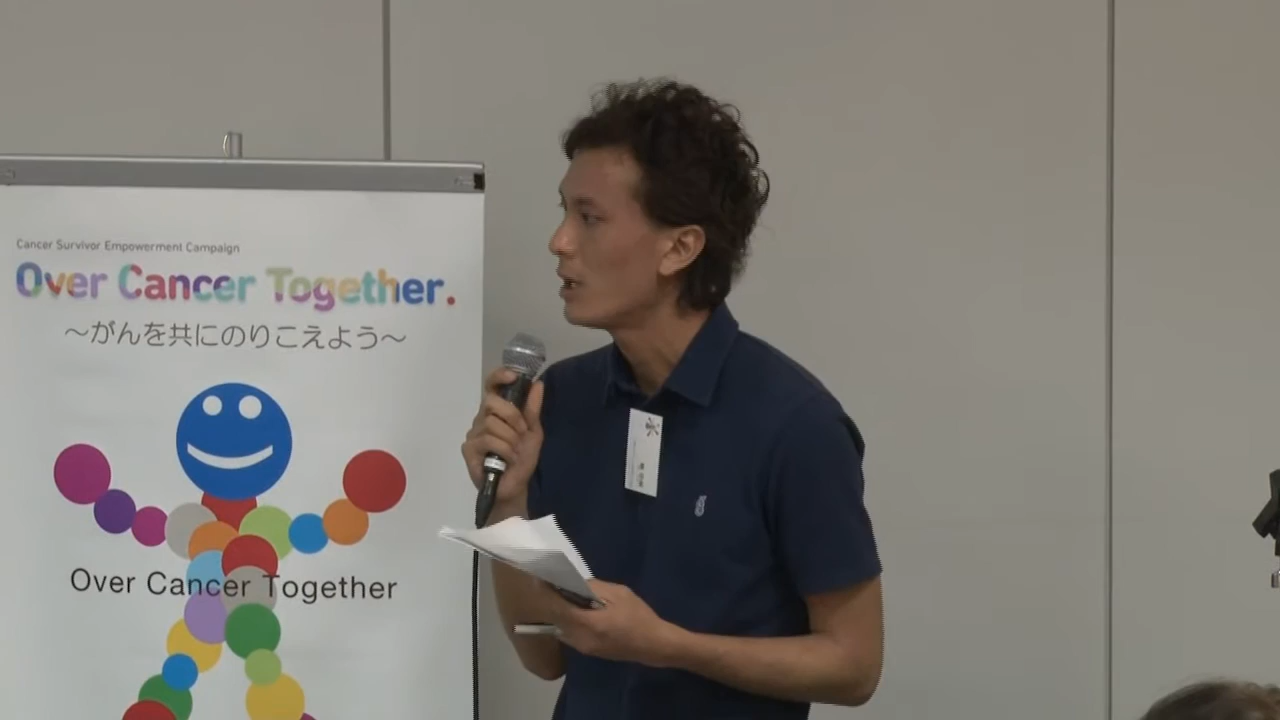 Cancer Survivor Empowerment Campaign
Over Cancer Together.
〜がんを共にのりこえよう〜
Over Cancer Together